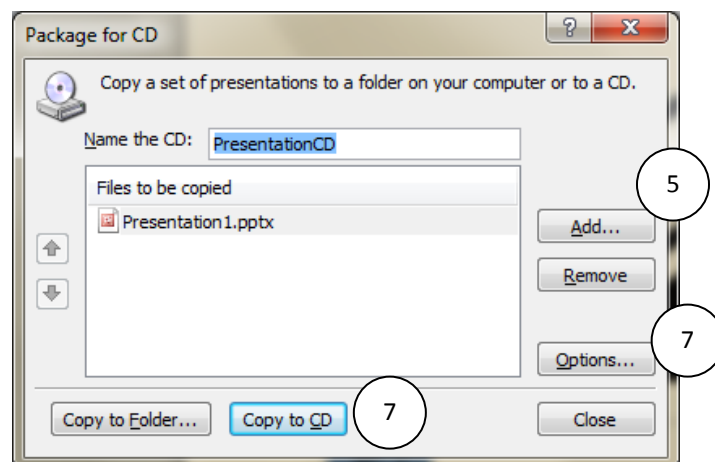 Package for CD
Copy a set of presentations to a folder on your computer or to a CD.
Name the CD: PresentationCD
Files to be copied
5
Presentation1.pptx
Add...
Remove
7
Options...
Copy to Folder... Copy to CD 7 Close